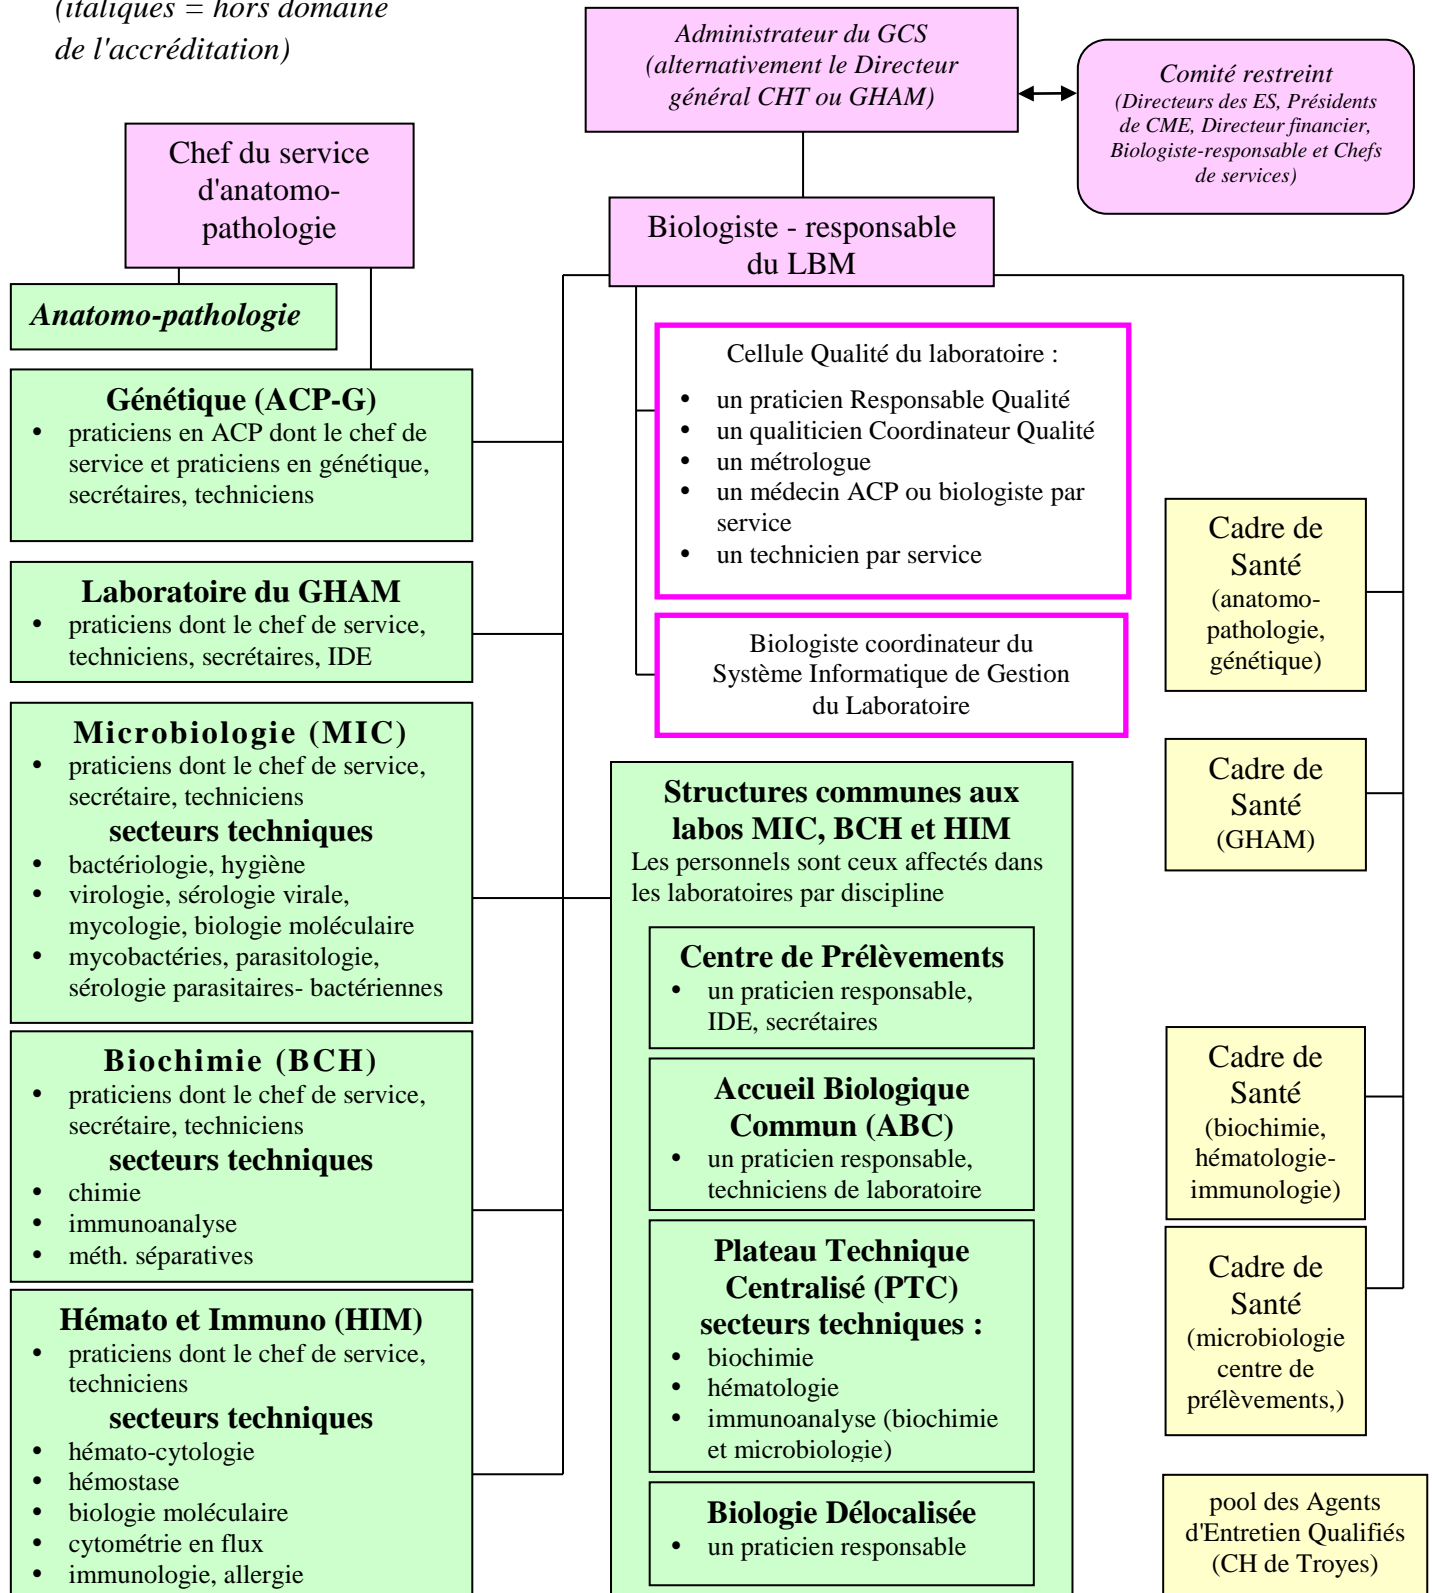 (italiques = hors domaine
de l'accréditation)
Administrateur du GCS
(alternativement le Directeur
général CHT ou GHAM)
Comité restreint
(Directeurs des ES, Présidents
de CME, Directeur financier,
Biologiste-responsable et Chefs
de services)
Chef du service
d'anatomo-
pathologie
Biologiste - responsable
du LBM
Anatomo-pathologie
Génétique (ACP-G)
• praticiens en ACP dont le chef de
service et praticiens en génétique,
secrétaires, techniciens
Laboratoire du GHAM
• praticiens dont le chef de service,
techniciens, secrétaires, IDE
Microbiologie (MIC)
• praticiens dont le chef de service,
secrétaire, techniciens
secteurs techniques
• bactériologie, hygiène
• virologie, sérologie virale,
mycologie, biologie moléculaire
• mycobactéries, parasitologie,
sérologie parasitaires- bactériennes
Biochimie (BCH)
• praticiens dont le chef de service,
secrétaire, techniciens
secteurs techniques
• chimie
• immunoanalyse
• méth. séparatives
Hémato et Immuno (HIM)
• praticiens dont le chef de service,
techniciens
secteurs techniques
• hémato-cytologie
• hémostase
• biologie moléculaire
• cytométrie en flux
• immunologie, allergie
Cellule Qualité du laboratoire :
• un praticien Responsable Qualité
• un qualiticien Coordinateur Qualité
• un métrologue
• un médecin ACP ou biologiste par
service
• un technicien par service
Biologiste coordinateur du
Système Informatique de Gestion
du Laboratoire
Structures communes aux
labos MIC, BCH et HIM
Les personnels sont ceux affectés dans
les laboratoires par discipline
Centre de Prélèvements
• un praticien responsable,
IDE, secrétaires
Accueil Biologique
Commun (ABC)
• un praticien responsable,
techniciens de laboratoire
Plateau Technique
Centralisé (PTC)
secteurs techniques :
• biochimie
• hématologie
• immunoanalyse (biochimie
et microbiologie)
Biologie Délocalisée
• un praticien responsable
Cadre de
Santé
(anatomo-
pathologie,
génétique)
Cadre de
Santé
(GHAM)
Cadre de
Santé
(biochimie,
hématologie-
immunologie)
Cadre de
Santé
(microbiologie
centre de
prélèvements,)
pool des Agents
d'Entretien Qualifiés
(CH de Troyes)